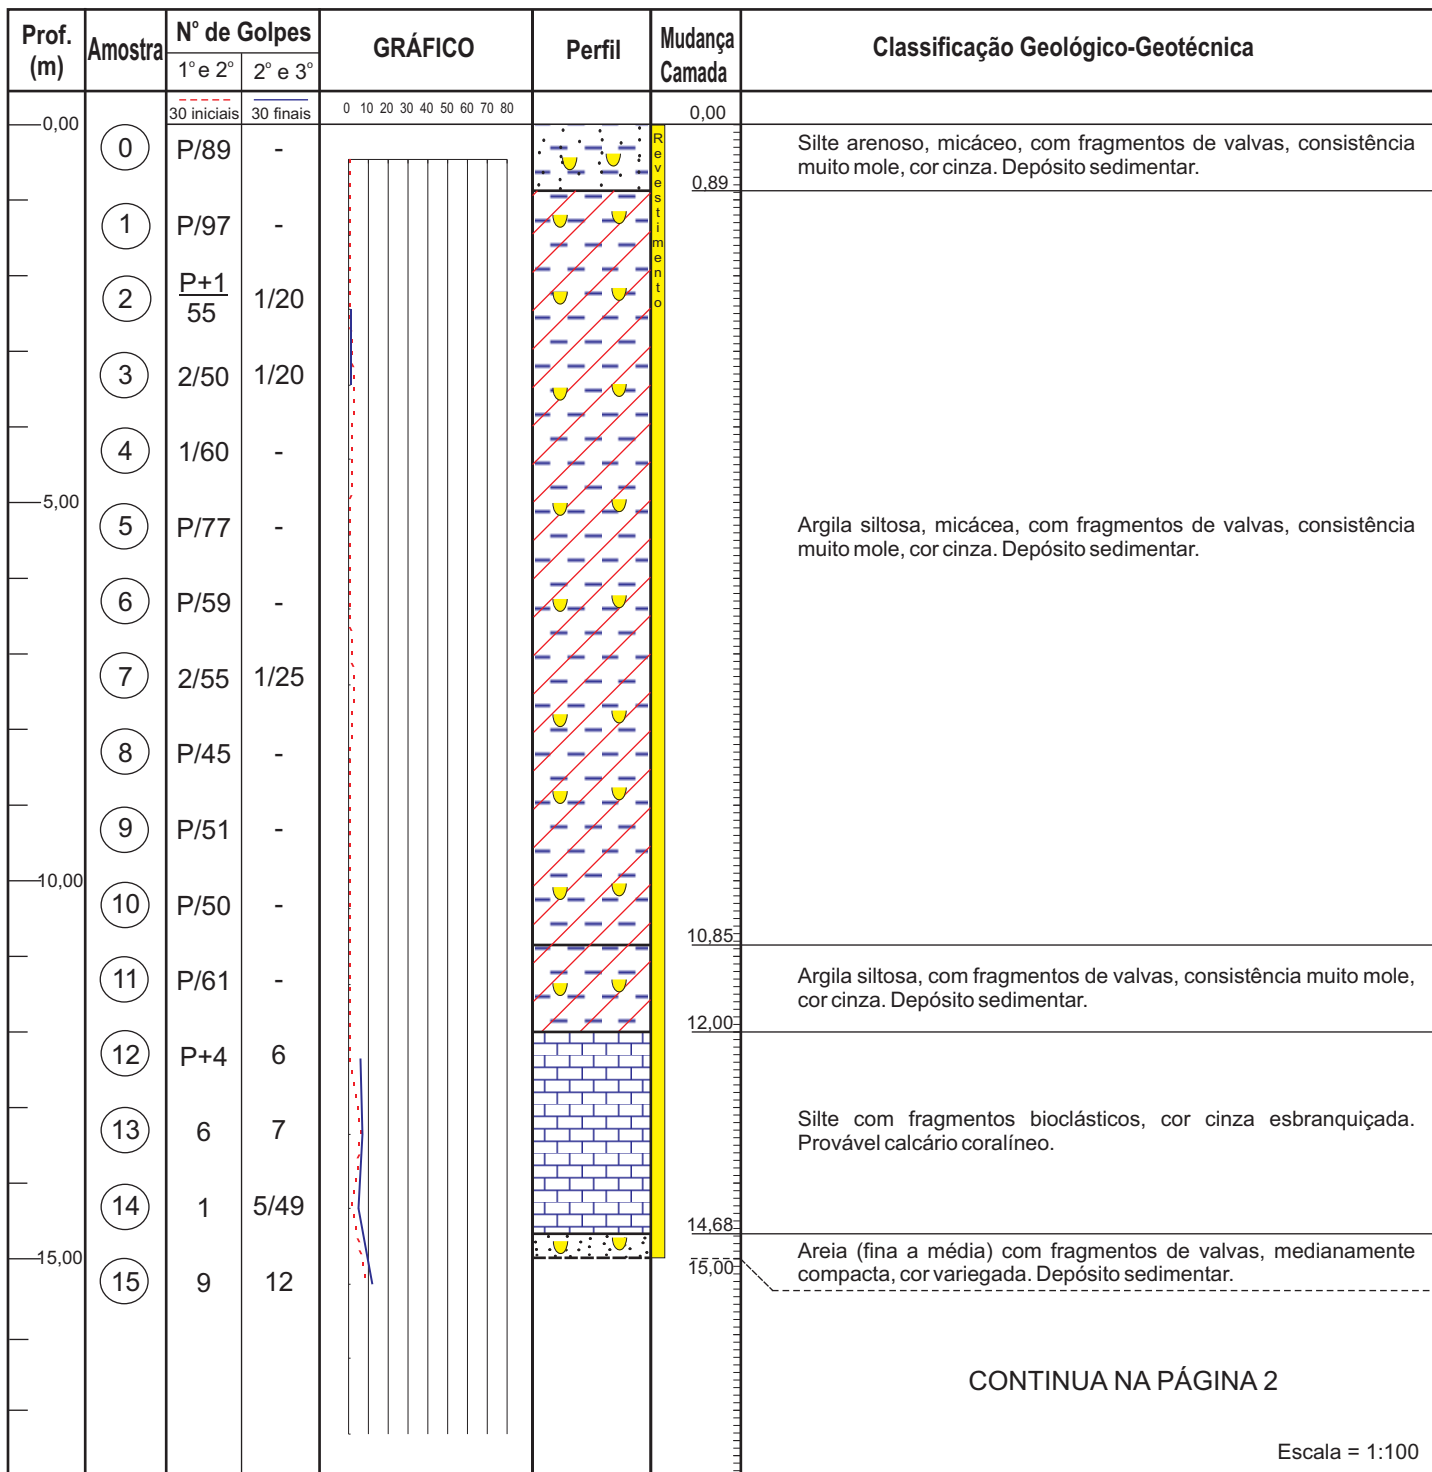 Prof. (m) Amostra N° de Golpes GRÁFICO Perfil Mudança Camada Classificação Geológico-Geotécnica
1° e 2° 2° e 3°
30 iniciais 30 finais 0 10 20 30 40 50 60 70 80 0,00
0,00
Revestimento
0 P/89 -
Silte arenoso, micáceo, com fragmentos de valvas, consistência
muito mole, cor cinza. Depósito sedimentar.
0,89
1 P/97 -
2 P+1 1/20
55
3 2/50 1/20
4 1/60 -
5,00
5 P/77 -
Argila siltosa, micácea, com fragmentos de valvas, consistência
muito mole, cor cinza. Depósito sedimentar.
6 P/59 -
7 2/55 1/25
8 P/45 -
9 P/51 -
10,00
10 P/50 -
10,85
11 P/61 -
Argila siltosa, com fragmentos de valvas, consistência muito mole,
cor cinza. Depósito sedimentar.
12,00
12 P+4 6
13 6 7
Silte com fragmentos bioclásticos, cor cinza esbranquiçada.
Provável calcário coralíneo.
14 1 5/49
14,68
15,00
Areia (fina a média) com fragmentos de valvas, medianamente
compacta, cor variegada. Depósito sedimentar.
15,00
15 9 12
CONTINUA NA PÁGINA 2
Escala = 1:100